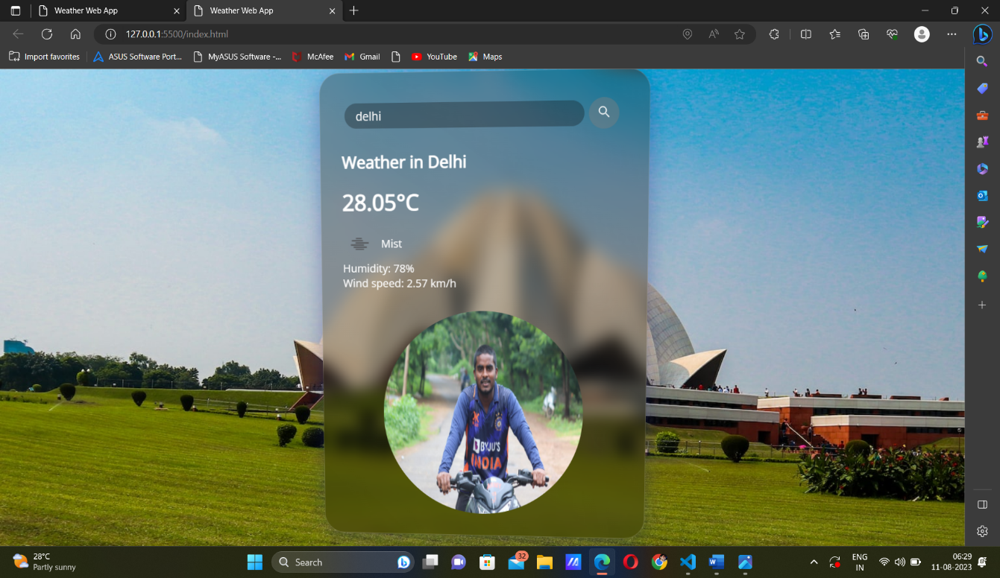 Weather Web App
Weather Web App
127.0.0.1:5500/index.html
Import favorites
ASUS Software Port...
MyASUS Software -...
McAfee
Gmail
YouTube
Maps
delhi
Weather in Delhi
28.05°C
Mist
Humidity: 78%
Wind speed: 2.57 km/h
BYJU'S
INDIA
28°C
Partly sunny
Search
32
ENG
IN
06:29
11-08-2023